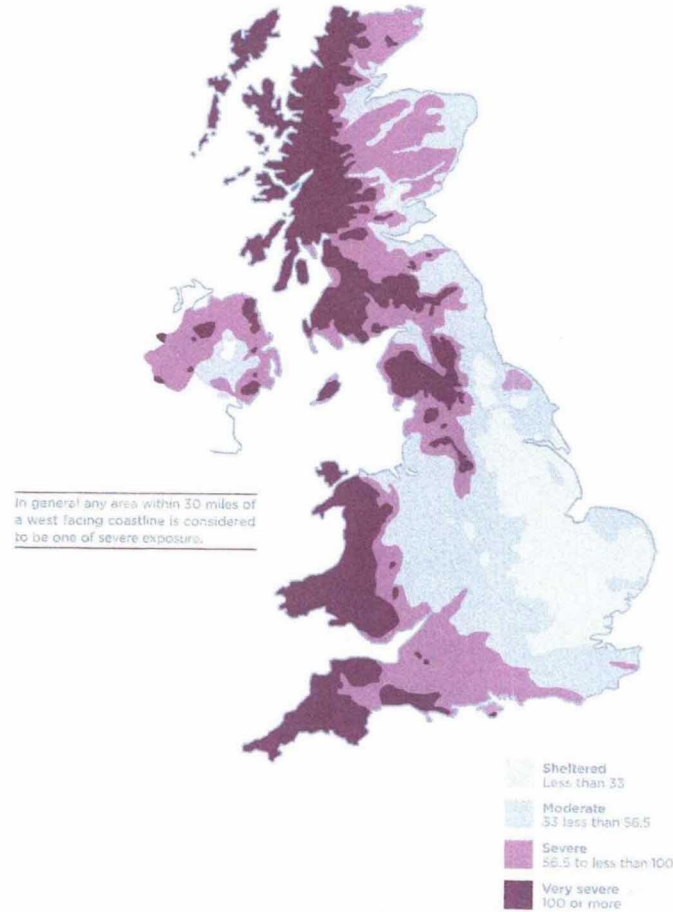 In general any area within 30 miles of
a west facing coastline is considered
to be one of severe exposure.
Sheltered
Less than 33
Moderate
33 less than 56.5
Severe
56.5 to less than 100
Very severe
100 or more